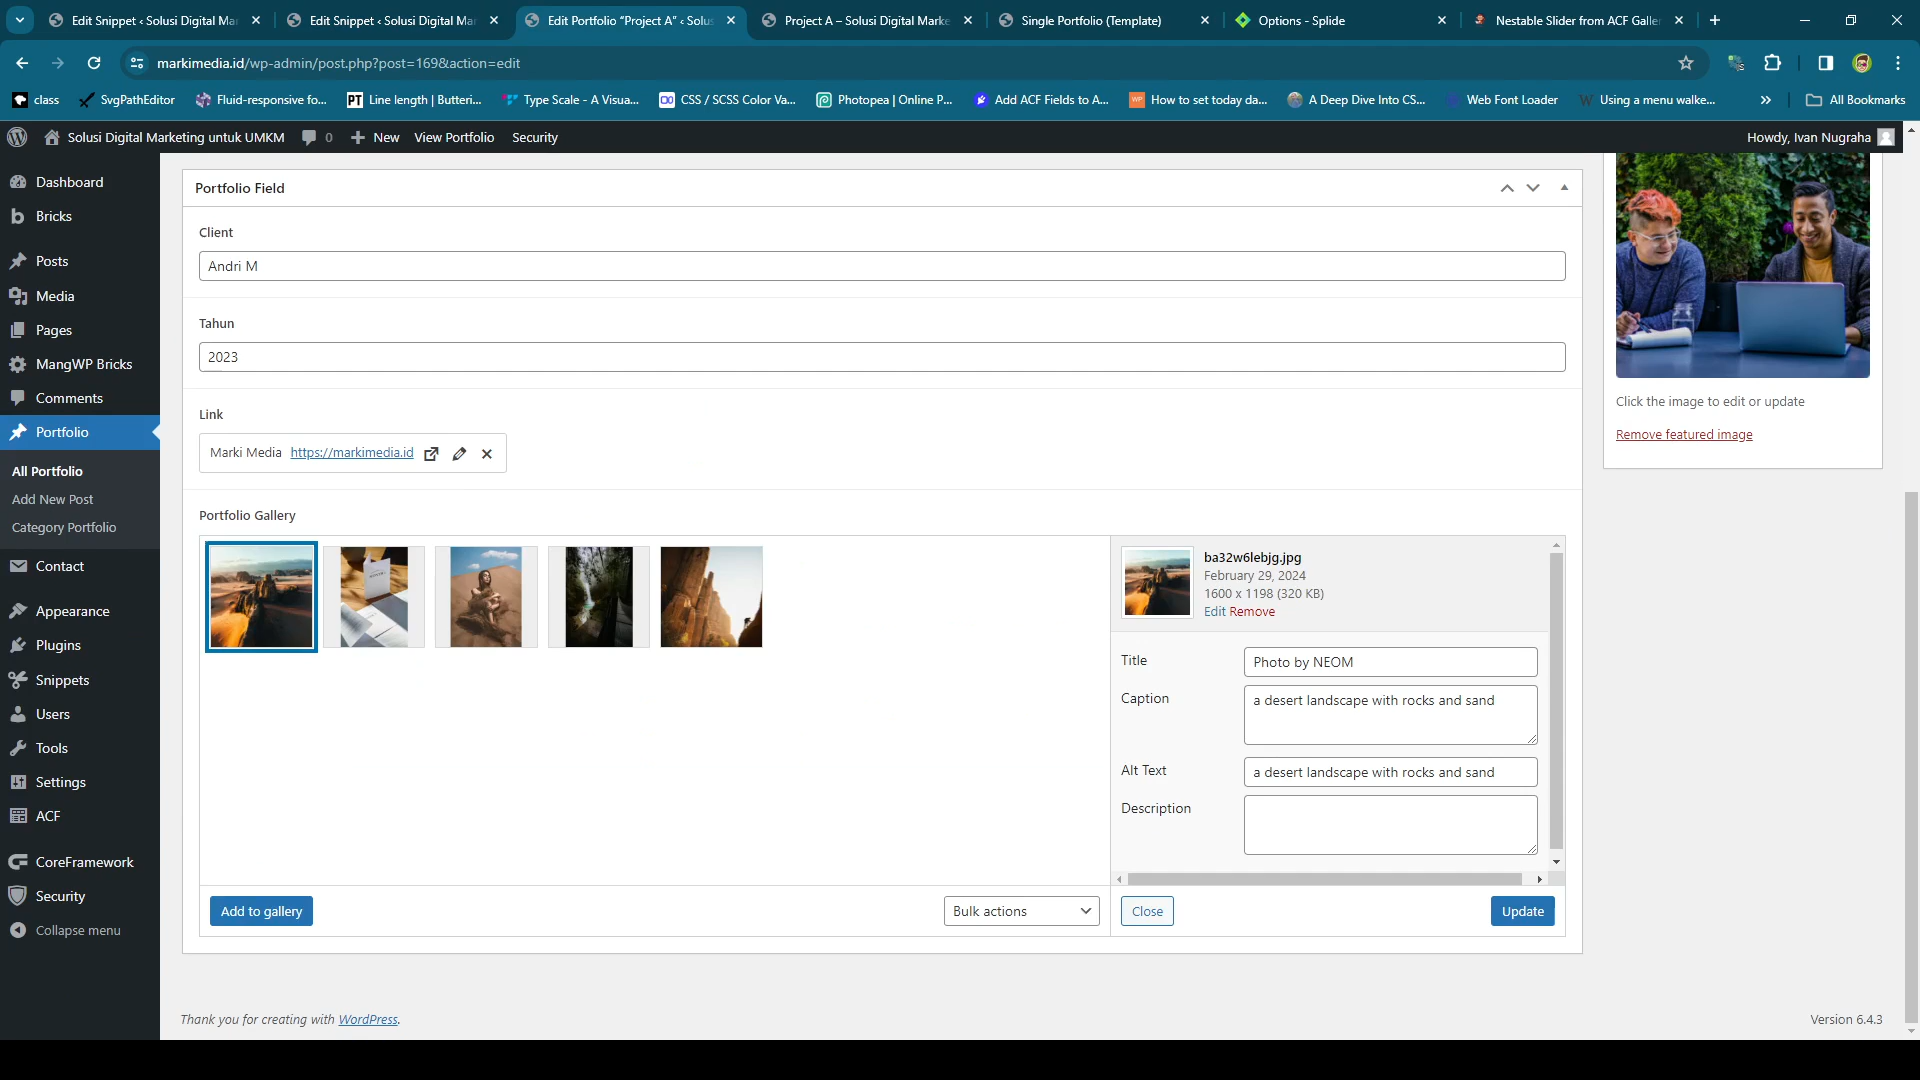 Edit Snippet ‹ Solusi Digital Ma
Edit Snippet ‹ Solusi Digital Ma
Edit Portfolio “Project A” ‹ Solus
Project A – Solusi Digital Marke
Single Portfolio (Template)
Options - Splide
Nestable Slider from ACF Galle
markimedia.id/wp-admin/post.php?post=169&action=edit
class
SvgPathEditor
Fluid-responsive fo...
PT Line length | Butteri...
Type Scale - A Visua...
CSS / SCSS Color Va...
Photopea | Online P...
Add ACF Fields to A...
WP How to set today da...
A Deep Dive Into CS...
Web Font Loader
W Using a menu walke...
All Bookmarks
Solusi Digital Marketing untuk UMKM
0
New
View Portfolio
Security
Howdy, Ivan Nugraha
Dashboard
Bricks
Posts
Media
Pages
MangWP Bricks
Comments
Portfolio
All Portfolio
Add New Post
Category Portfolio
Contact
Appearance
Plugins
Snippets
Users
Tools
Settings
ACF
CoreFramework
Security
Collapse menu
Portfolio Field
Client
Andri M
Tahun
2023
Link
Marki Media https://markimedia.id
Portfolio Gallery
ba32w6lebjg.jpg
February 29, 2024
1600 x 1198 (320 KB)
Edit Remove
Title
Photo by NEOM
Caption
a desert landscape with rocks and sand
Alt Text
a desert landscape with rocks and sand
Description
Add to gallery
Bulk actions
Close
Update
Click the image to edit or update
Remove featured image
Thank you for creating with WordPress.
Version 6.4.3